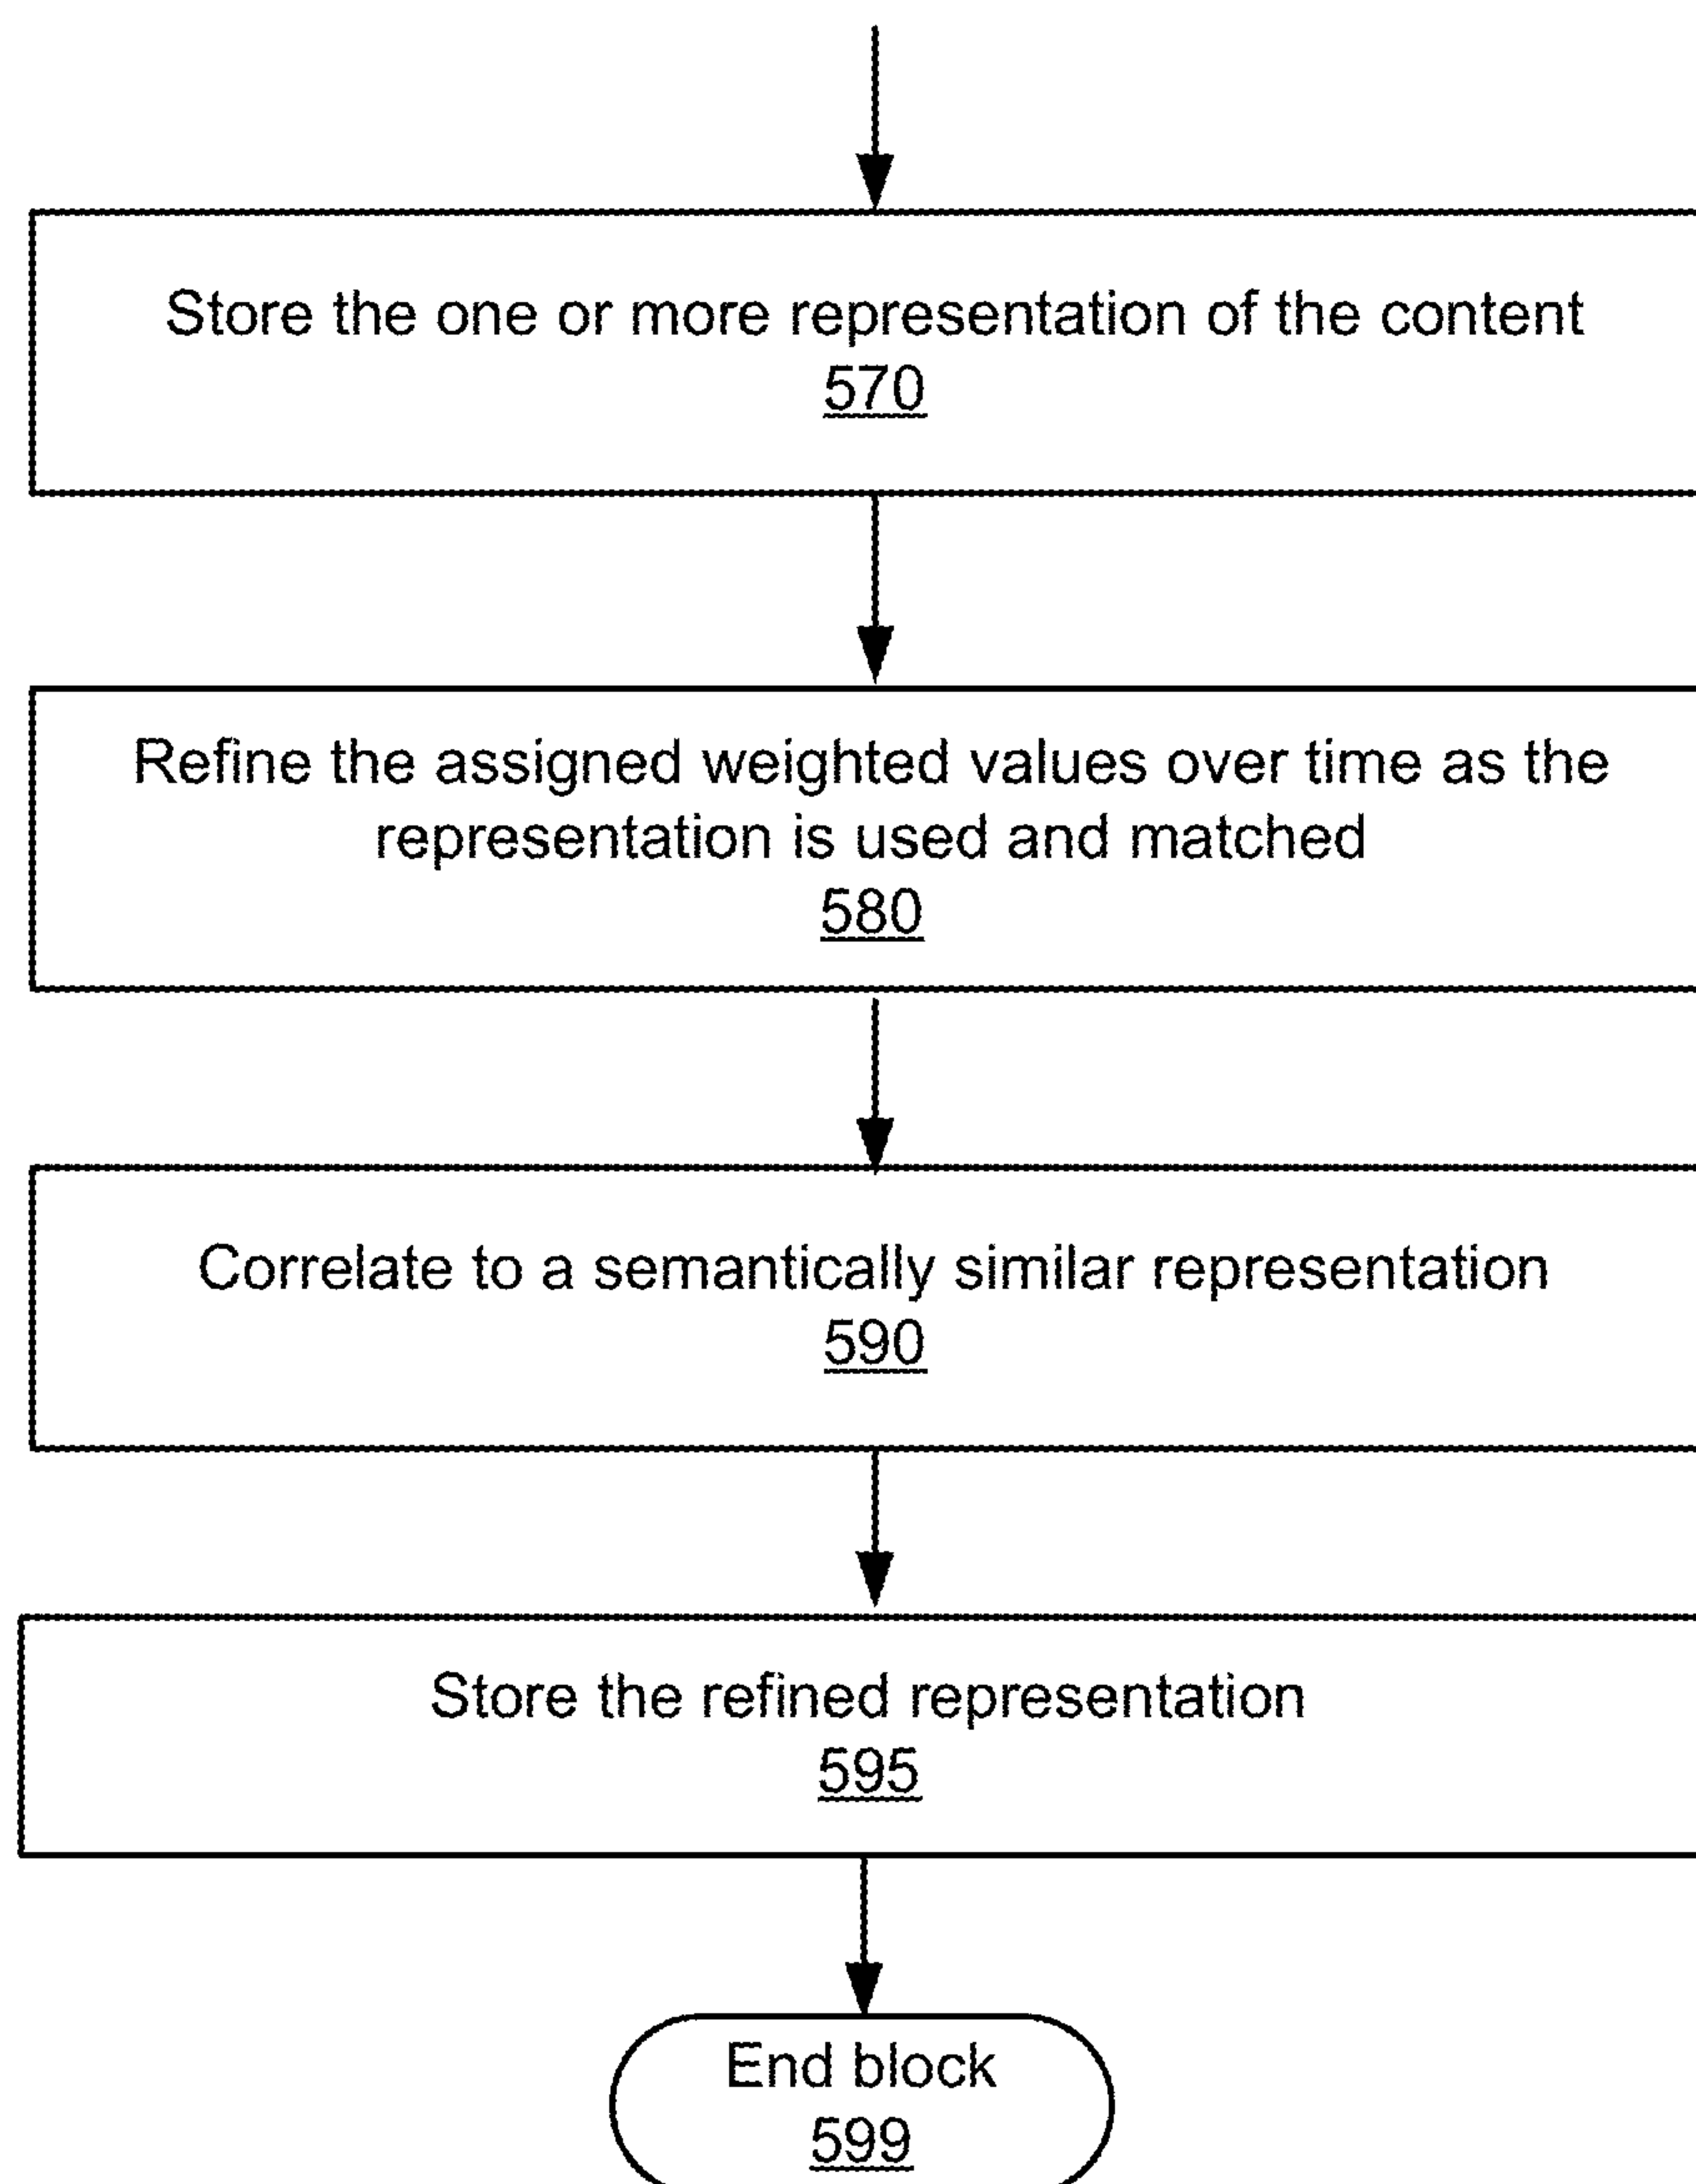 Store the one or more representation of the content
570
Refine the assigned weighted values over time as the
representation is used and matched
580
Correlate to a semantically similar representation
590
Store the refined representation
595
End block
599